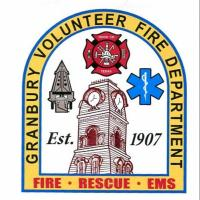 GRANBURY VOLUNTEER FIRE DEPARTMENT
Est. 1907
FIRE • RESCUE • EMS